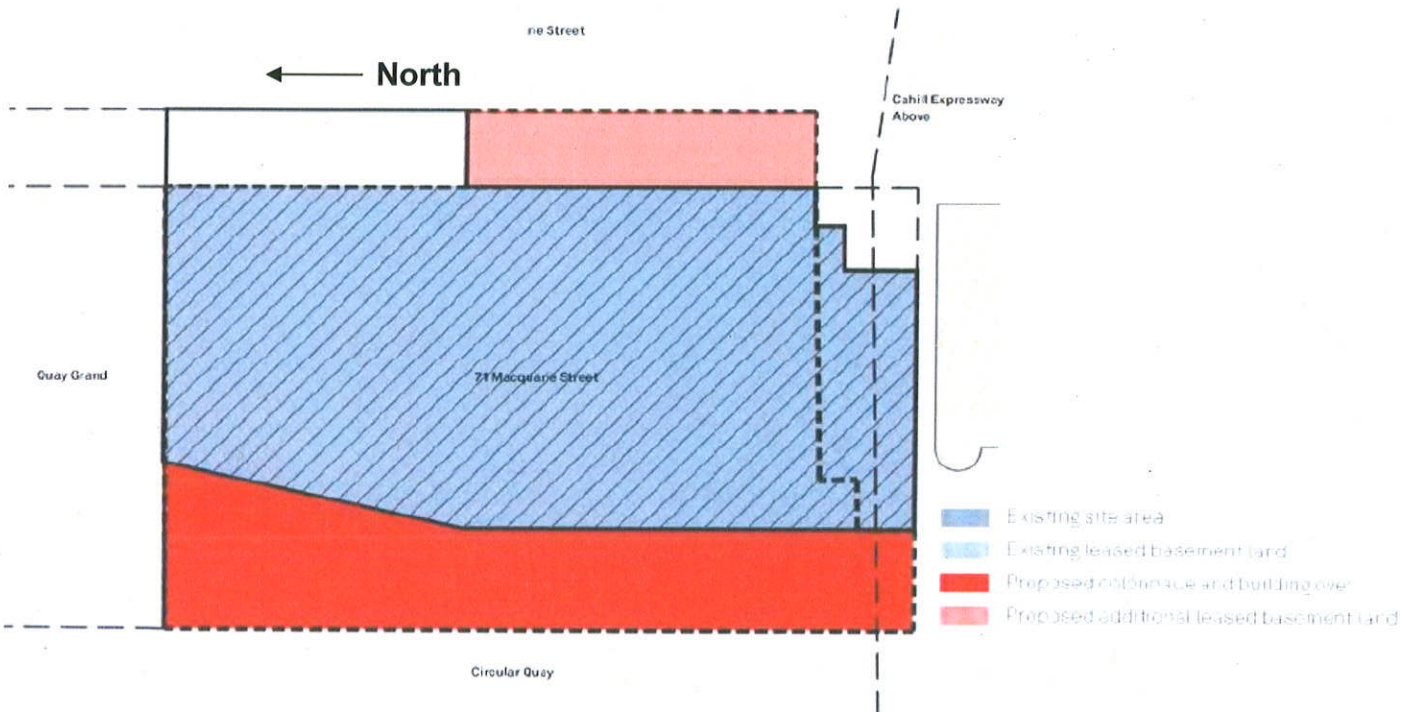 rie Street
North
Cahill Expressway
Above
Quay Grand
71 Macquarie Street
Existing site area
Existing leased basement land
Proposed colonnade and building over
Proposed additional leased basement land
Circular Quay